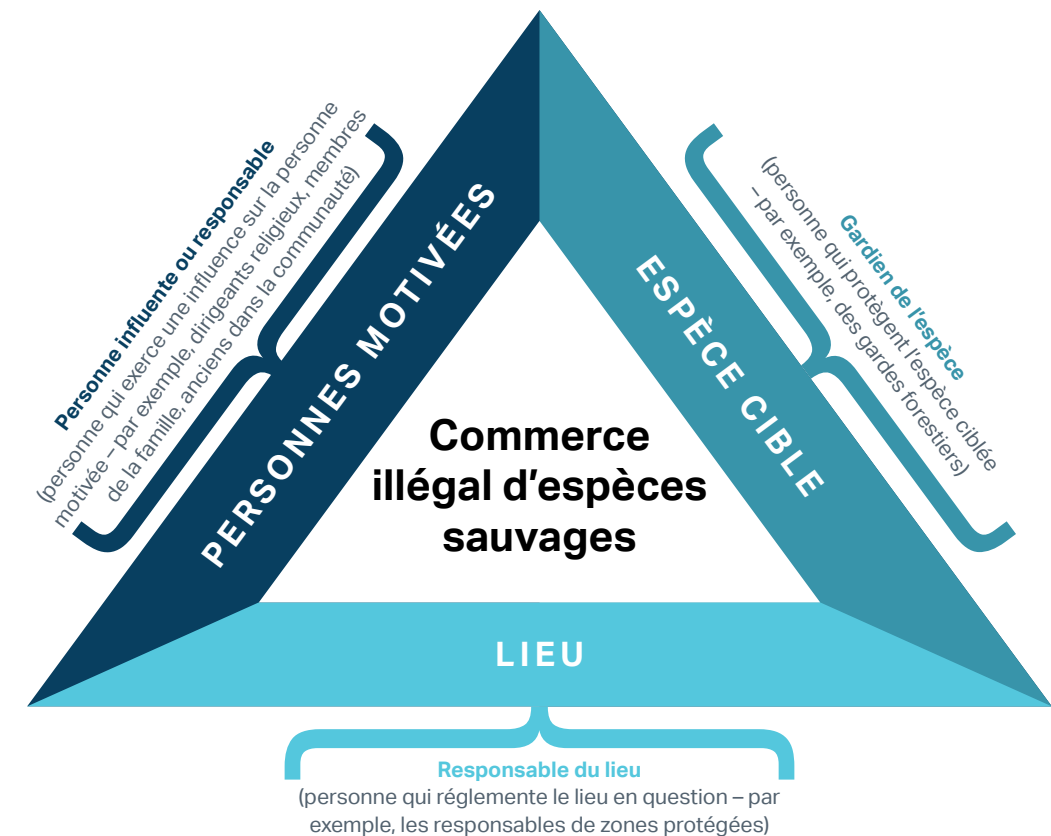 Personne influente ou responsable
(personne qui exerce une influence sur la personne
motivée – par exemple, dirigeants religieux, membres
de la famille, anciens dans la communauté)
PERSONNES MOTIVÉES
ESPÈCE CIBLE
Gardien de l'espèce
(personne qui protègent l'espèce ciblée
– par exemple, des gardes forestiers)
Commerce
illégal d'espèces
sauvages
LIEU
Responsable du lieu
(personne qui réglemente le lieu en question – par
exemple, les responsables de zones protégées)